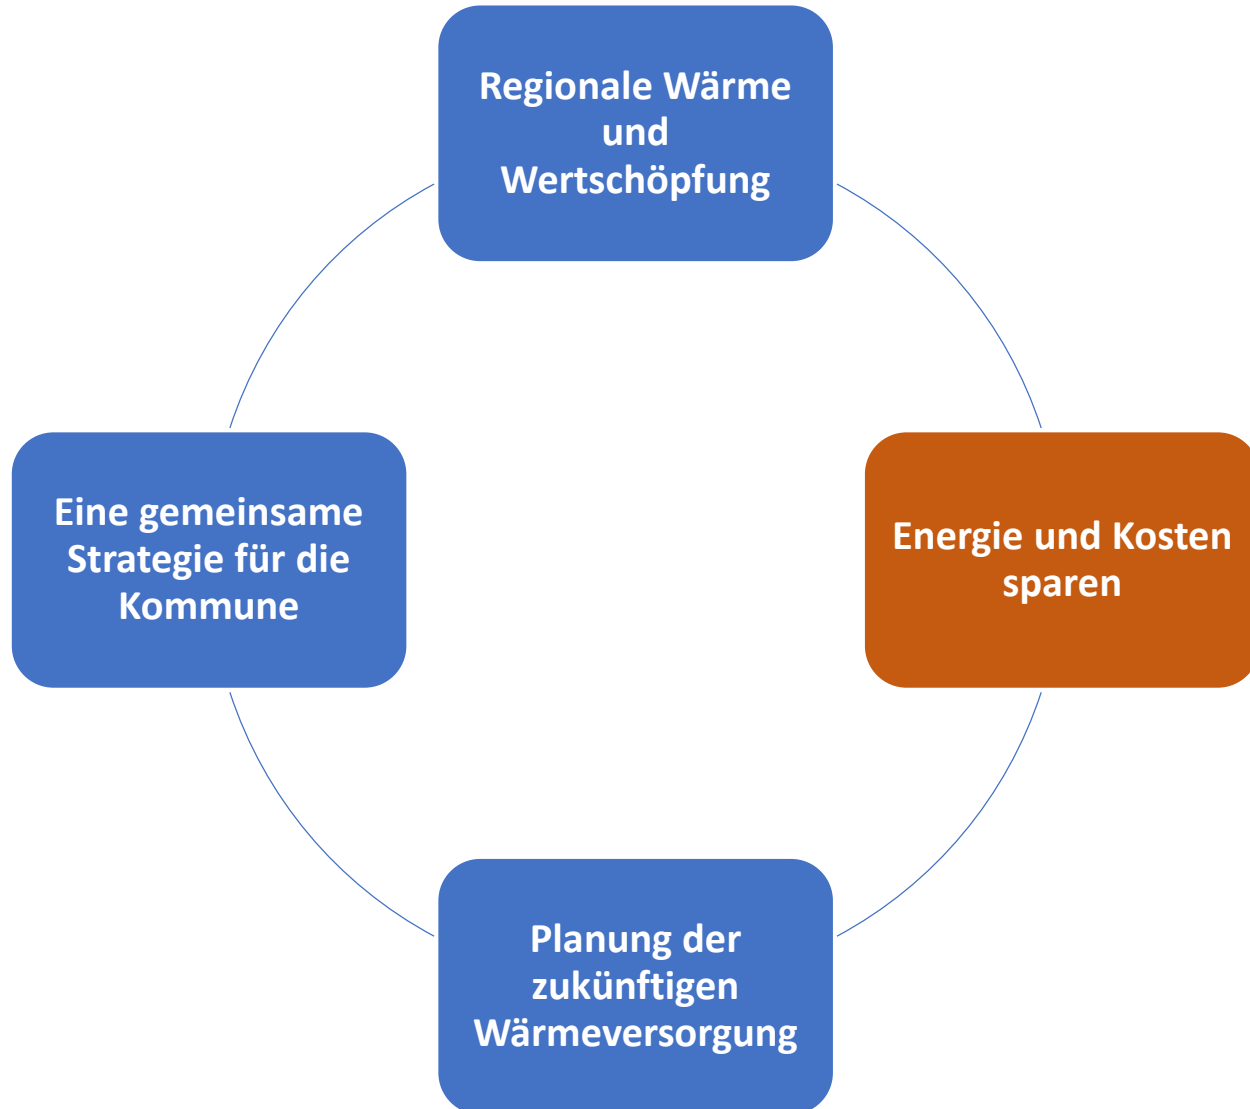 Regionale Wärme
und
Wertschöpfung
Eine gemeinsame
Strategie für die
Kommune
Energie und Kosten
sparen
Planung der
zukünftigen
Wärmeversorgung